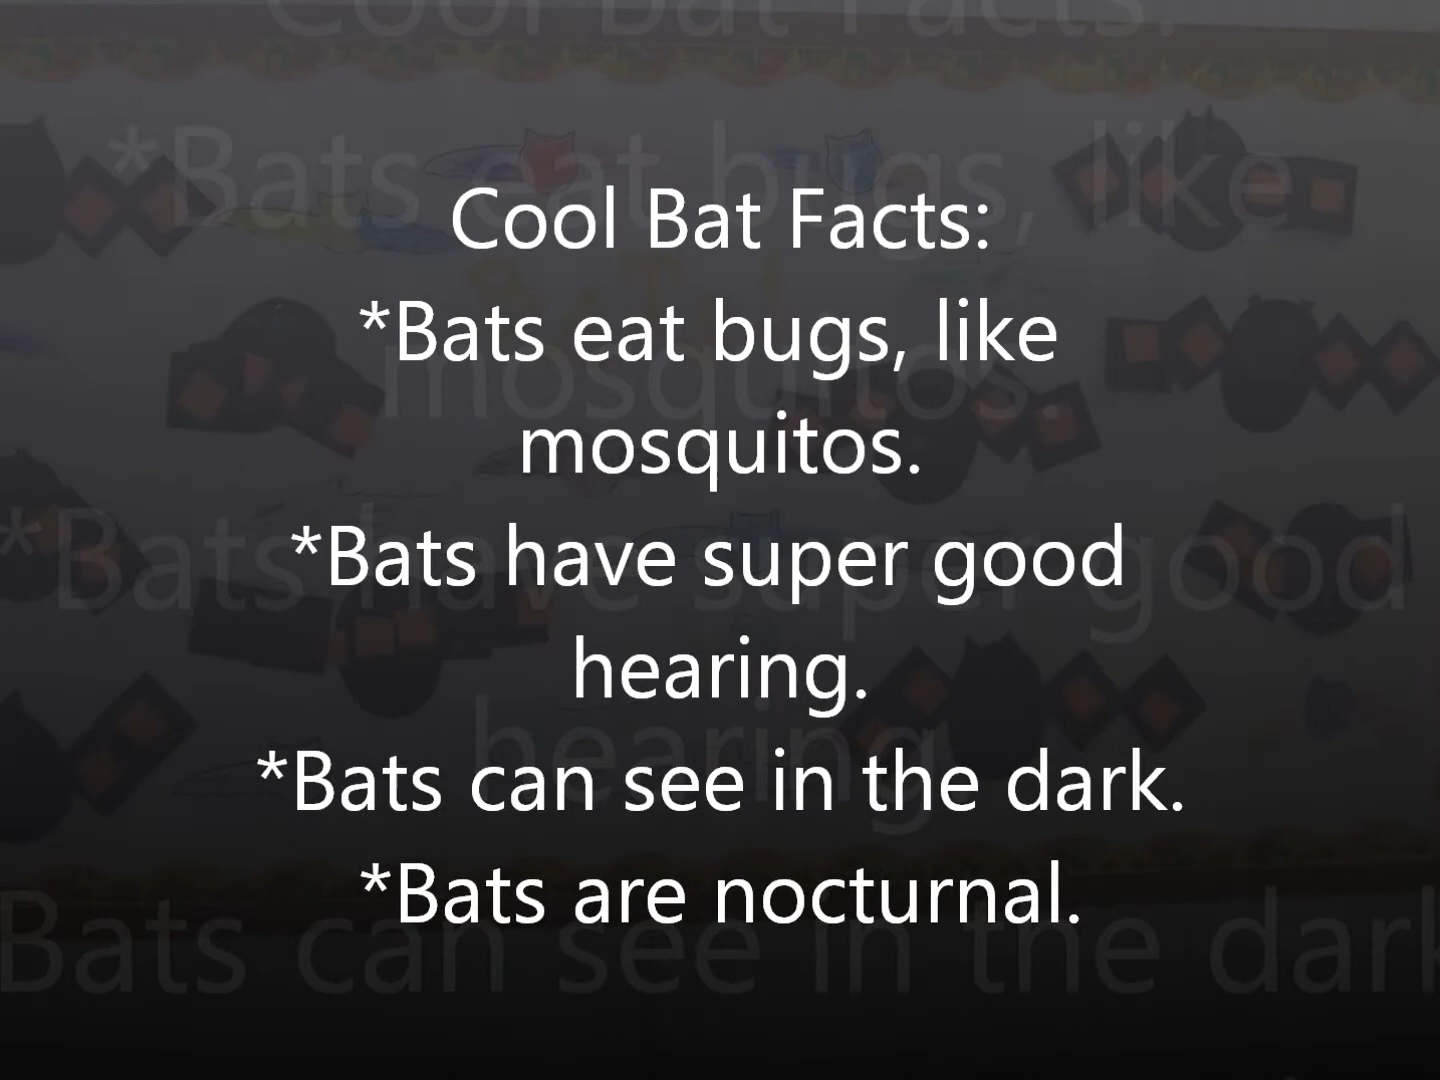 Cool Bat Facts:
*Bats eat bugs, like
mosquitos.
*Bats have super good
hearing.
*Bats can see in the dark.
*Bats are nocturnal.